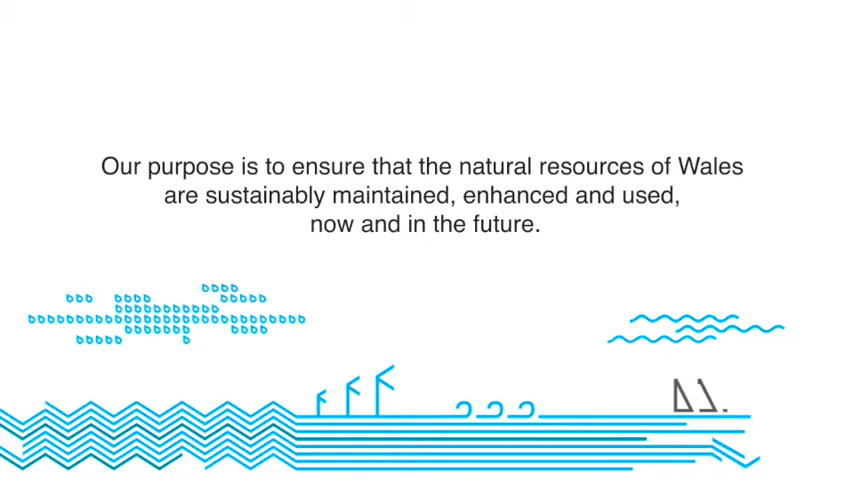 Our purpose is to ensure that the natural resources of Wales
are sustainably maintained, enhanced and used,
now and in the future.